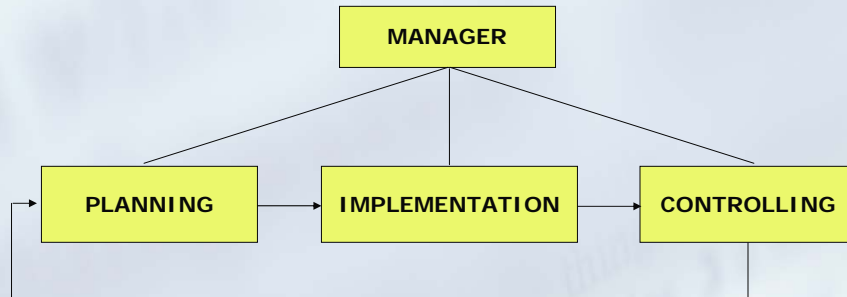 MANAGER
PLANNING
IMPLEMENTATION
CONTROLLING